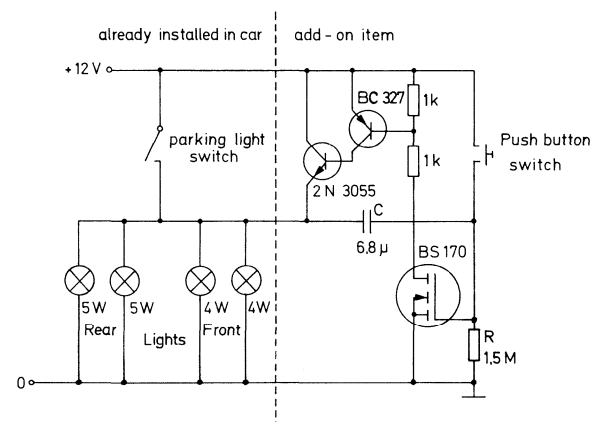 already installed in car
add-on item
+12 V
BC 327
1k
parking light
switch
1k
Push button
switch
2 N 3055
C
6,8 µ
BS 170
5W
5W
4W
4W
Rear
Lights
Front
R
1,5 M
0